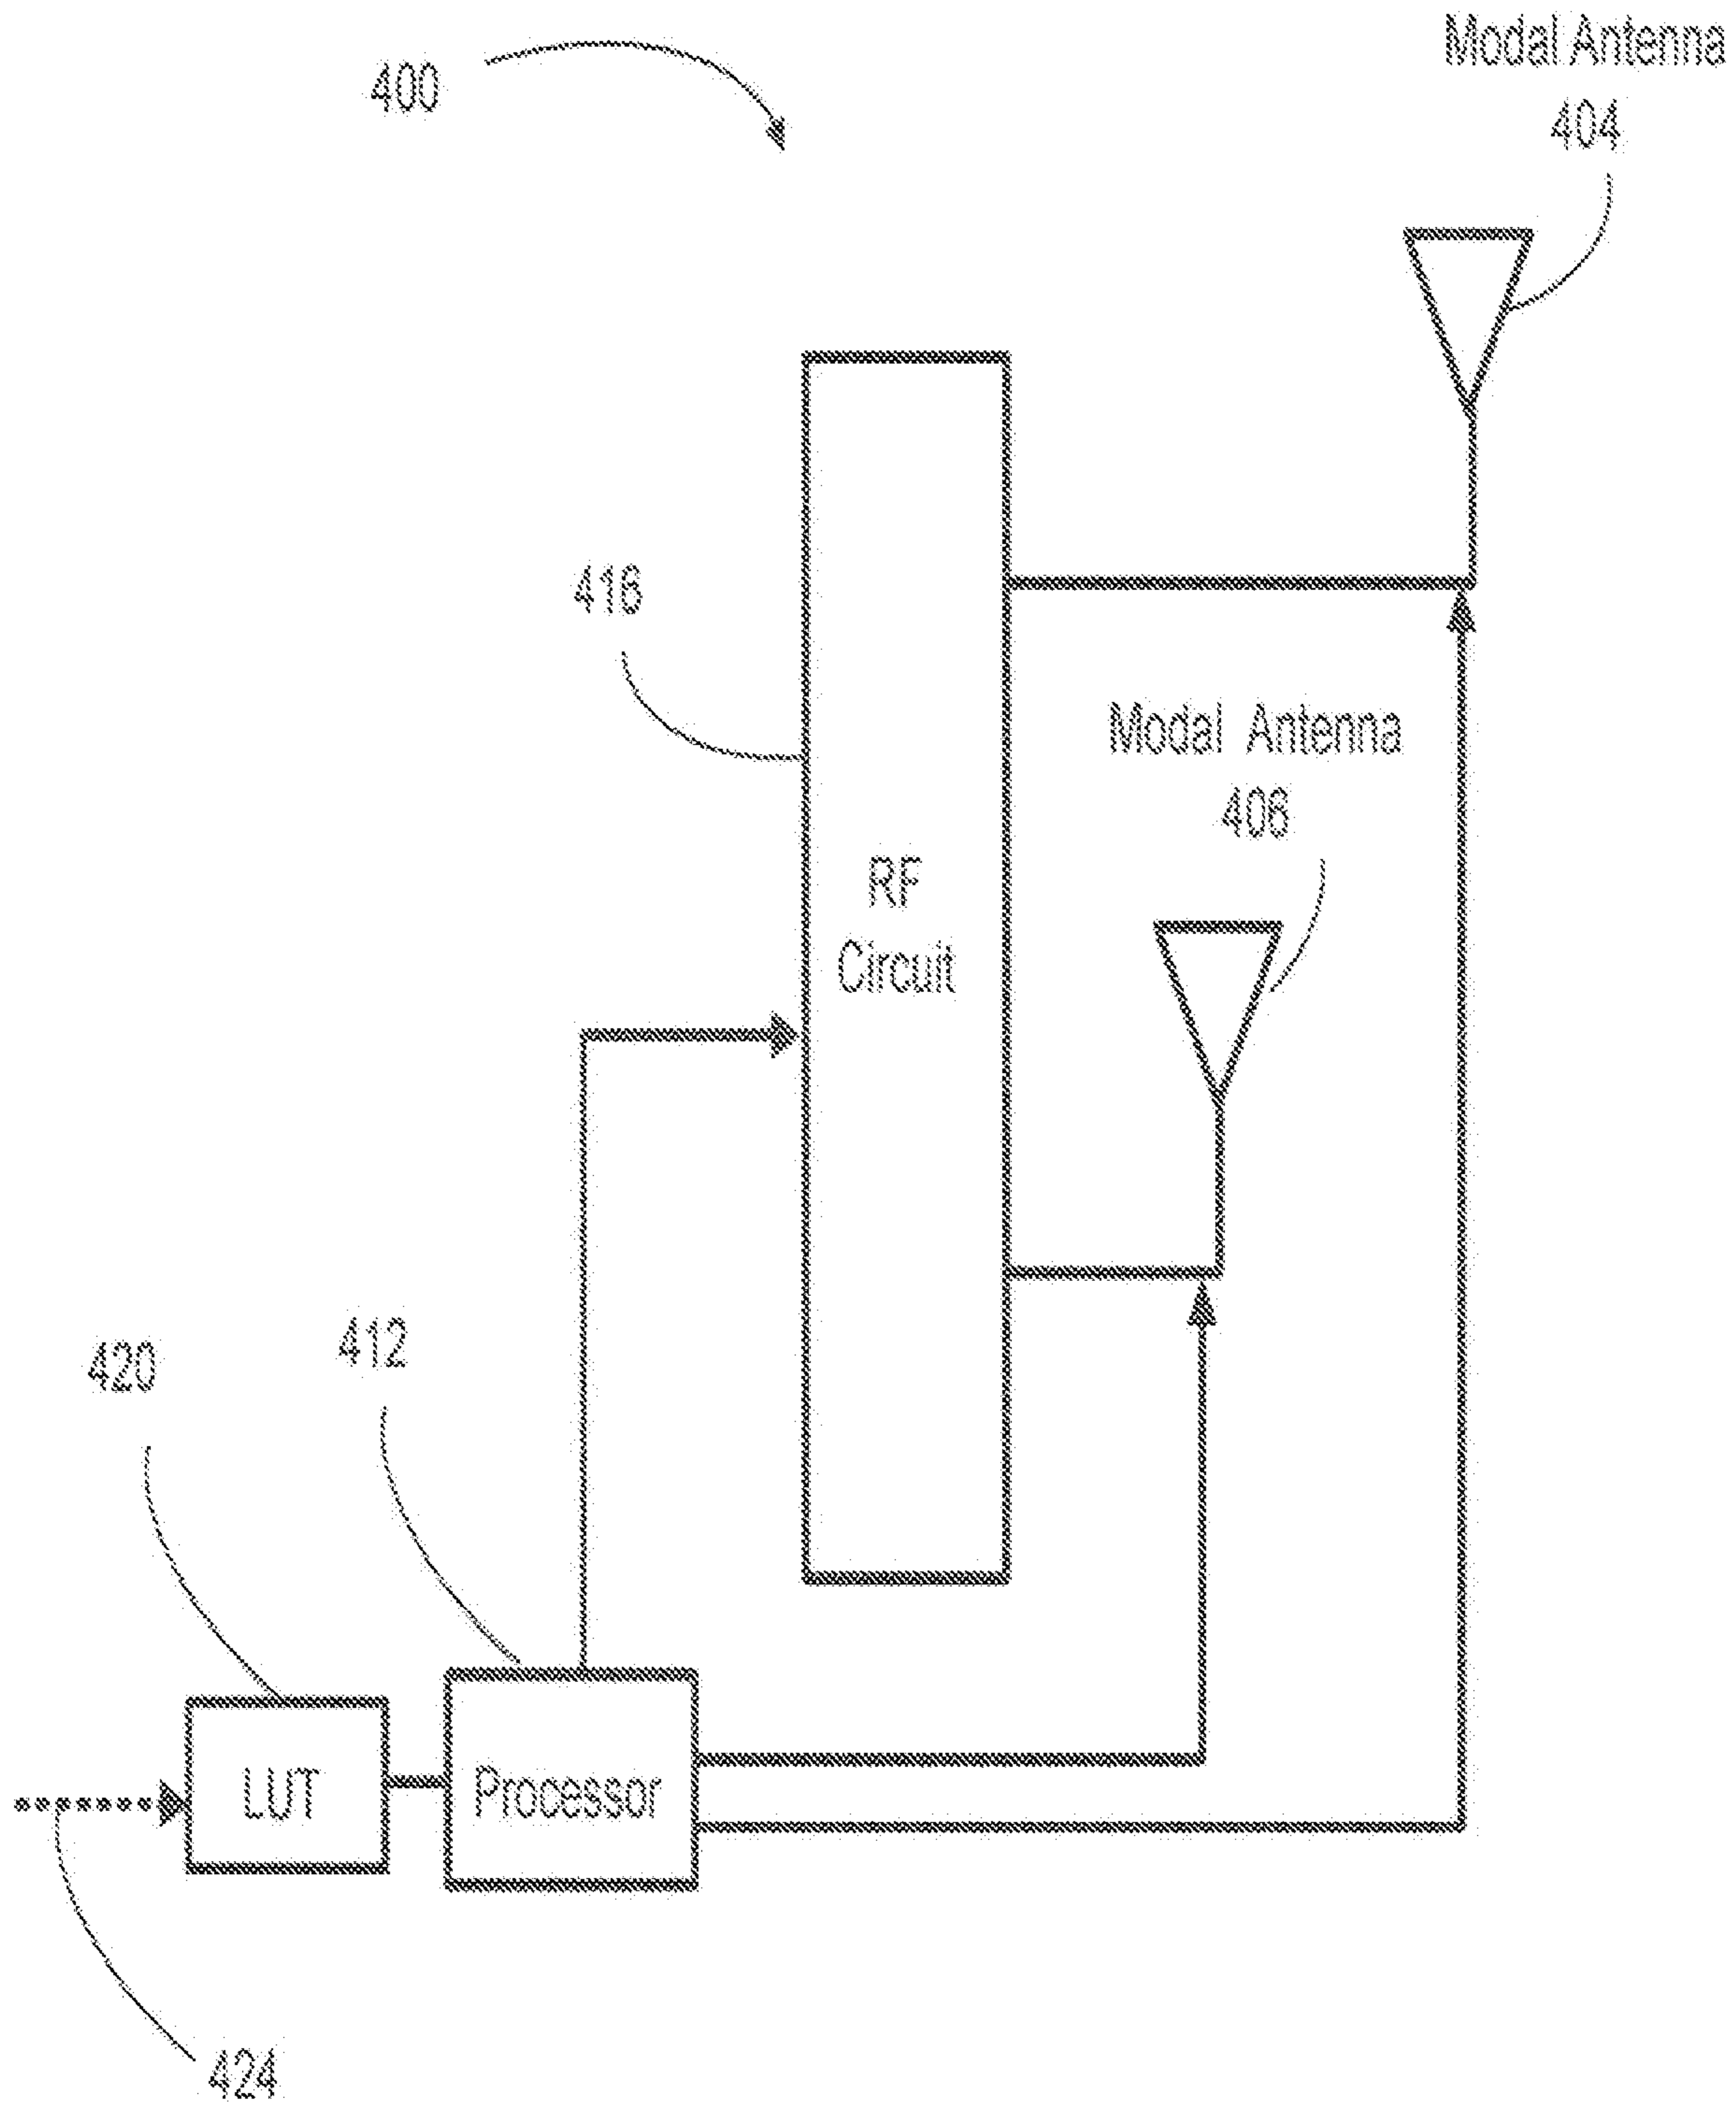 Modal Antenna
404
400
416
Modal Antenna
406
RF
Circuit
412
420
LUT
Processor
424